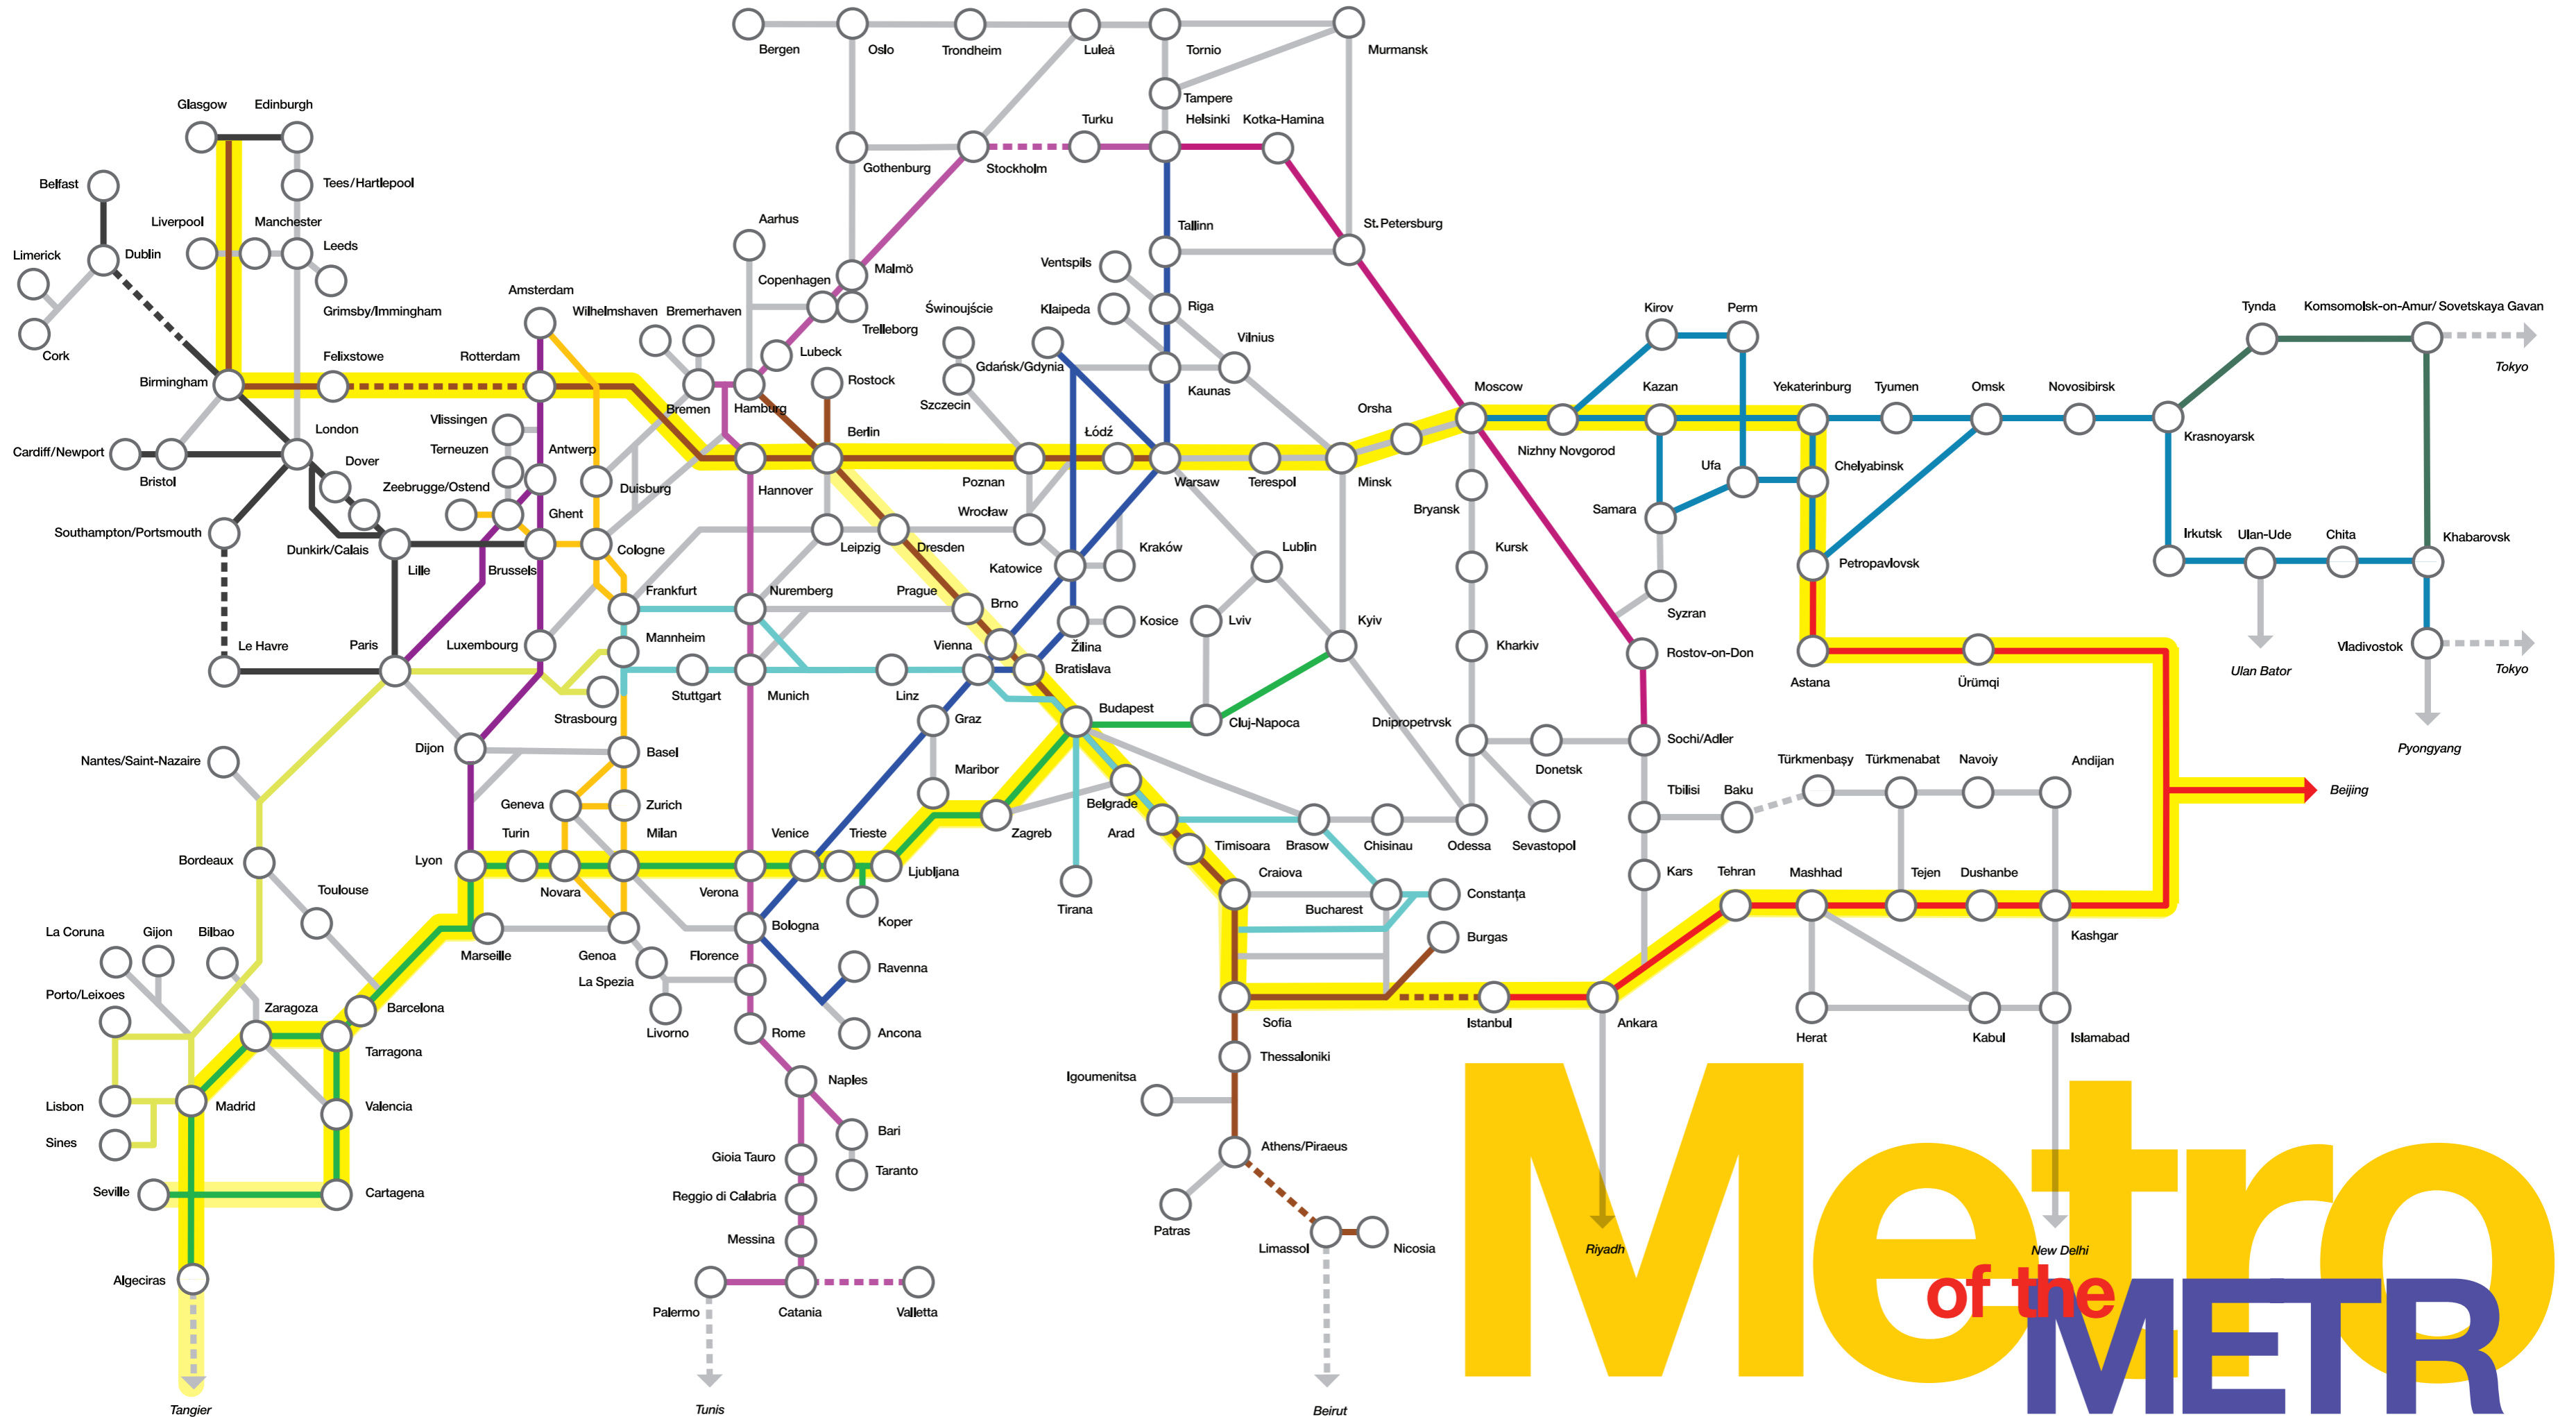 Bergen
Oslo
Trondheim
Luleå
Tornio
Murmansk
Tampere
Glasgow
Edinburgh
Turku
Helsinki
Kotka-Hamina
Gothenburg
Stockholm
Belfast
Tees/Hartlepool
Liverpool
Manchester
Leeds
Aarhus
Tallinn
St. Petersburg
Limerick
Dublin
Copenhagen
Malmö
Ventspils
Amsterdam
Grimsby/Immingham
Wilhelmshaven
Bremerhaven
Trelleborg
Świnoujście
Klaipeda
Riga
Kirov
Perm
Tynda
Komsomolsk-on-Amur/ Sovetskaya Gavan
Cork
Lubeck
Vilnius
Tokyo
Birmingham
Felixstowe
Rotterdam
Rostock
Gdańsk/Gdynia
Bremen
Hamburg
Szczecin
Kaunas
Orsha
Moscow
Kazan
Yekaterinburg
Tyumen
Omsk
Novosibirsk
Vlissingen
London
Berlin
Łódź
Krasnoyarsk
Cardiff/Newport
Bristol
Dover
Terneuzen
Antwerp
Nizhny Novgorod
Ufa
Chelyabinsk
Zeebrugge/Ostend
Duisburg
Hannover
Poznan
Warsaw
Terespol
Minsk
Bryansk
Samara
Southampton/Portsmouth
Ghent
Wrocław
Dunkirk/Calais
Cologne
Leipzig
Dresden
Kraków
Lublin
Kursk
Irkutsk
Ulan-Ude
Chita
Khabarovsk
Lille
Brussels
Katowice
Petropavlovsk
Frankfurt
Nuremberg
Prague
Brno
Syzran
Le Havre
Paris
Luxembourg
Mannheim
Vienna
Žilina
Kosice
Lviv
Kyiv
Kharkiv
Rostov-on-Don
Vladivostok
Bratislava
Ulan Bator
Tokyo
Strasbourg
Stuttgart
Munich
Linz
Astana
Ürümqi
Graz
Budapest
Cluj-Napoca
Dnipropetrvsk
Sochi/Adler
Pyongyang
Nantes/Saint-Nazaire
Dijon
Basel
Maribor
Donetsk
Türkmenbaşy
Türkmenabat
Navoiy
Andijan
Geneva
Zurich
Belgrade
Tbilisi
Baku
Beijing
Turin
Milan
Venice
Trieste
Zagreb
Arad
Timisoara
Brasow
Chisinau
Odessa
Sevastopol
Bordeaux
Lyon
Novara
Verona
Ljubljana
Craiova
Kars
Tehran
Mashhad
Tejen
Dushanbe
Toulouse
Koper
Tirana
Bucharest
Constanța
La Coruna
Gijon
Bilbao
Marseille
Genoa
Florence
Bologna
Burgas
Kashgar
La Spezia
Ravenna
Porto/Leixoes
Zaragoza
Barcelona
Livorno
Rome
Ancona
Sofia
Istanbul
Ankara
Herat
Kabul
Islamabad
Tarragona
Thessaloniki
Igoumenitsa
Naples
Lisbon
Madrid
Valencia
Sines
Bari
Athens/Piraeus
Gioia Tauro
Taranto
Seville
Cartagena
Reggio di Calabria
Patras
Messina
Limassol
Nicosia
Riyadh
New Delhi
Algeciras
Palermo
Catania
Valletta
Tangier
Tunis
Beirut
Metro
of the
METR